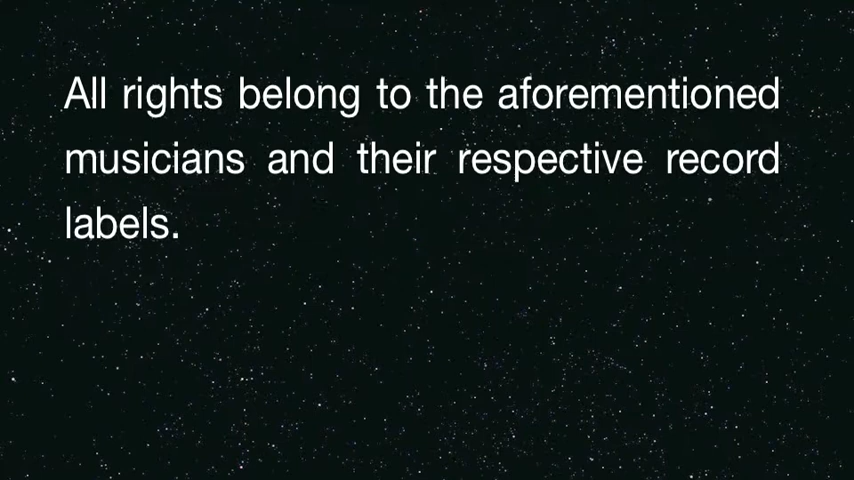 All rights belong to the aforementioned
musicians and their respective record
labels.